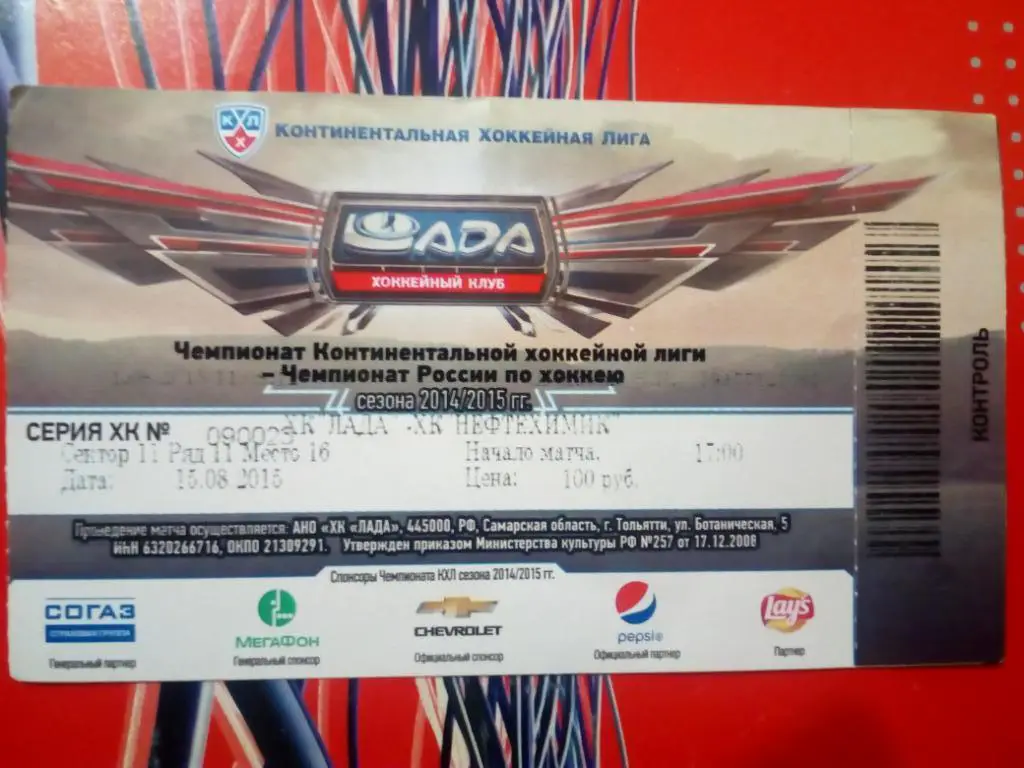 КХЛ
КОНТИНЕНТАЛЬНАЯ ХОККЕЙНАЯ ЛИГА
ЛАДА
ХОККЕЙНЫЙ КЛУБ
Чемпионат Континентальной хоккейной лиги
– Чемпионат России по хоккею
сезона 2014/2015 гг.
ХК"ЛАДА" -ХК"НЕФТЕХИМИК"
СЕРИЯ ХК № 090023
Сектор 11 Ряд 11 Место 16 Начало матча. 17:00
Дата: 15.08 2015 Цена: 100 руб.
Проведение матча осуществляется: АНО «ХК «ЛАДА», 445000, РФ, Самарская область, г. Тольятти, ул. Ботаническая, 5
ИНН 6320266716, ОКПО 21309291. Утвержден приказом Министерства культуры РФ №257 от 17.12.2008
Спонсоры Чемпионата КХЛ сезона 2014/2015 гг.
СОГАЗ
СТРАХОВАЯ ГРУППА
Генеральный партнер
МЕГАФОН
Генеральный спонсор
CHEVROLET
Официальный спонсор
pepsi
Официальный партнер
Lay's
Партнер
КОНТРОЛЬ